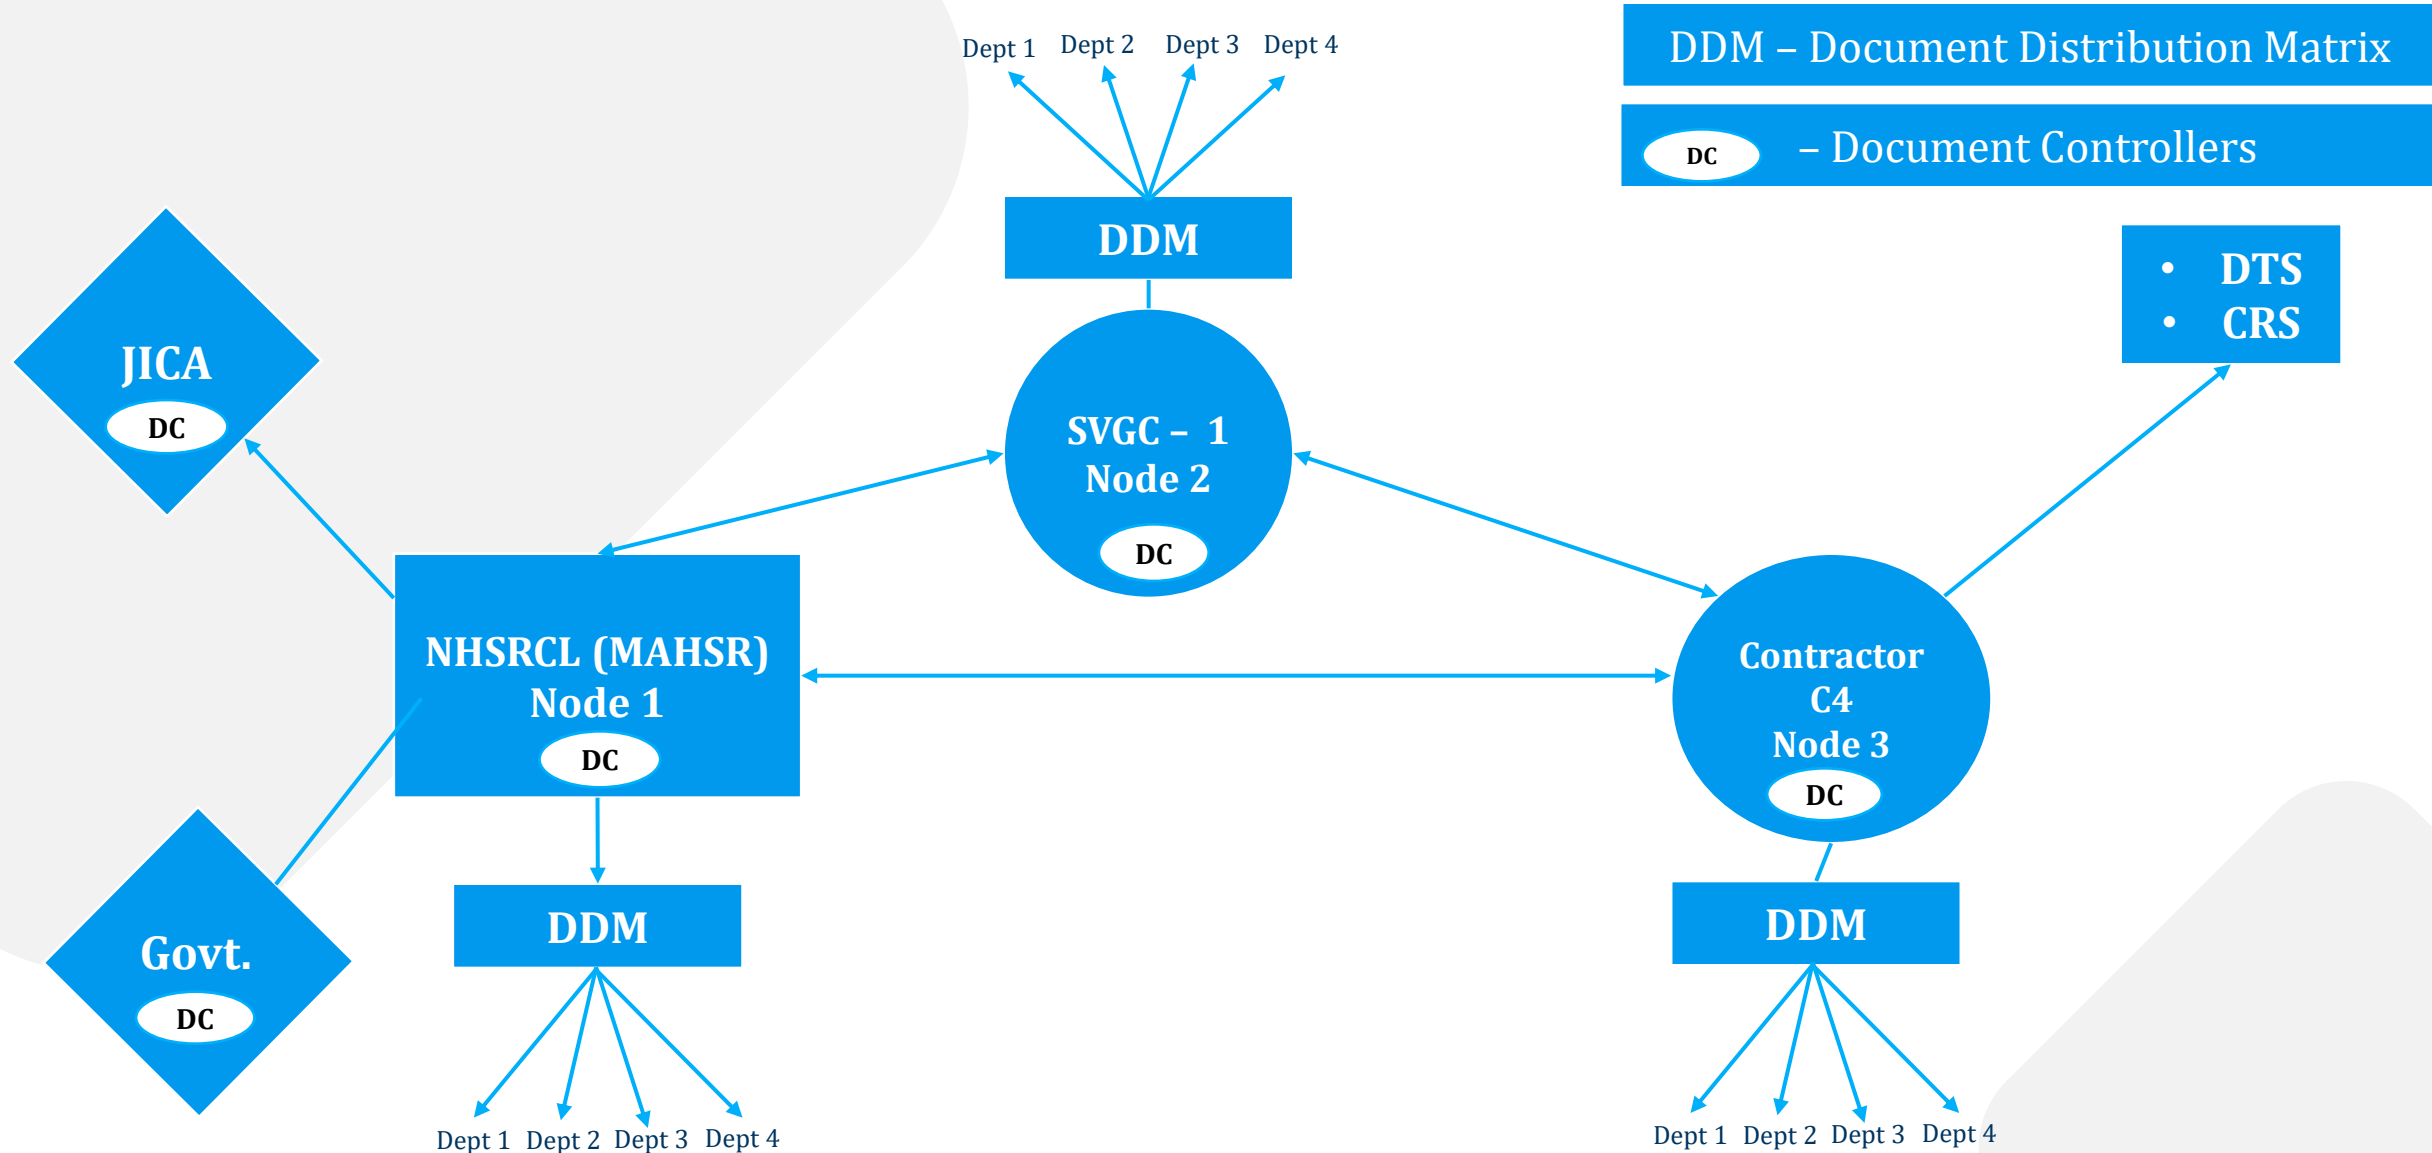 Dept 1 Dept 2 Dept 3 Dept 4
DDM – Document Distribution Matrix
DC – Document Controllers
DDM
• DTS
• CRS
JICA
DC
SVGC – 1
Node 2
DC
NHSRCL (MAHSR)
Node 1
DC
Contractor
C4
Node 3
DC
Govt.
DC
DDM
DDM
Dept 1 Dept 2 Dept 3 Dept 4
Dept 1 Dept 2 Dept 3 Dept 4